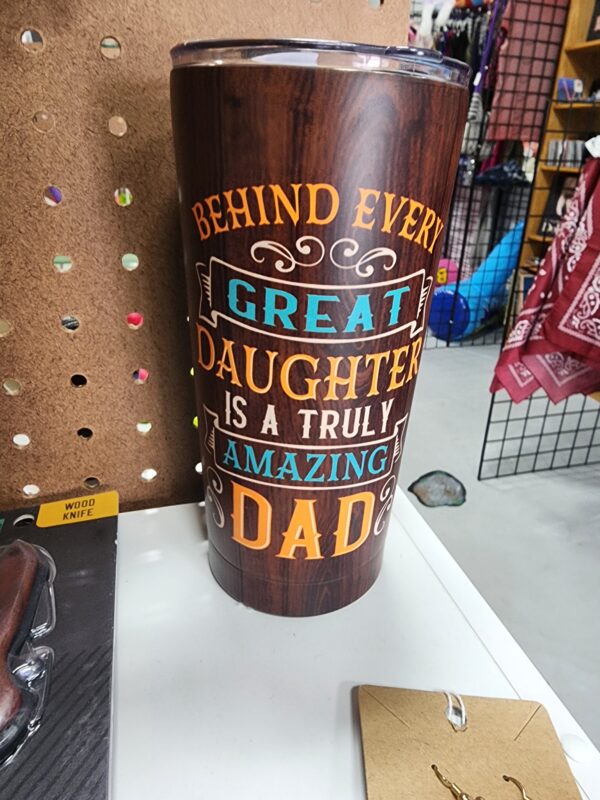 BEHIND EVERY
GREAT
DAUGHTER
IS A TRULY
AMAZING
DAD
WOOD
KNIFE